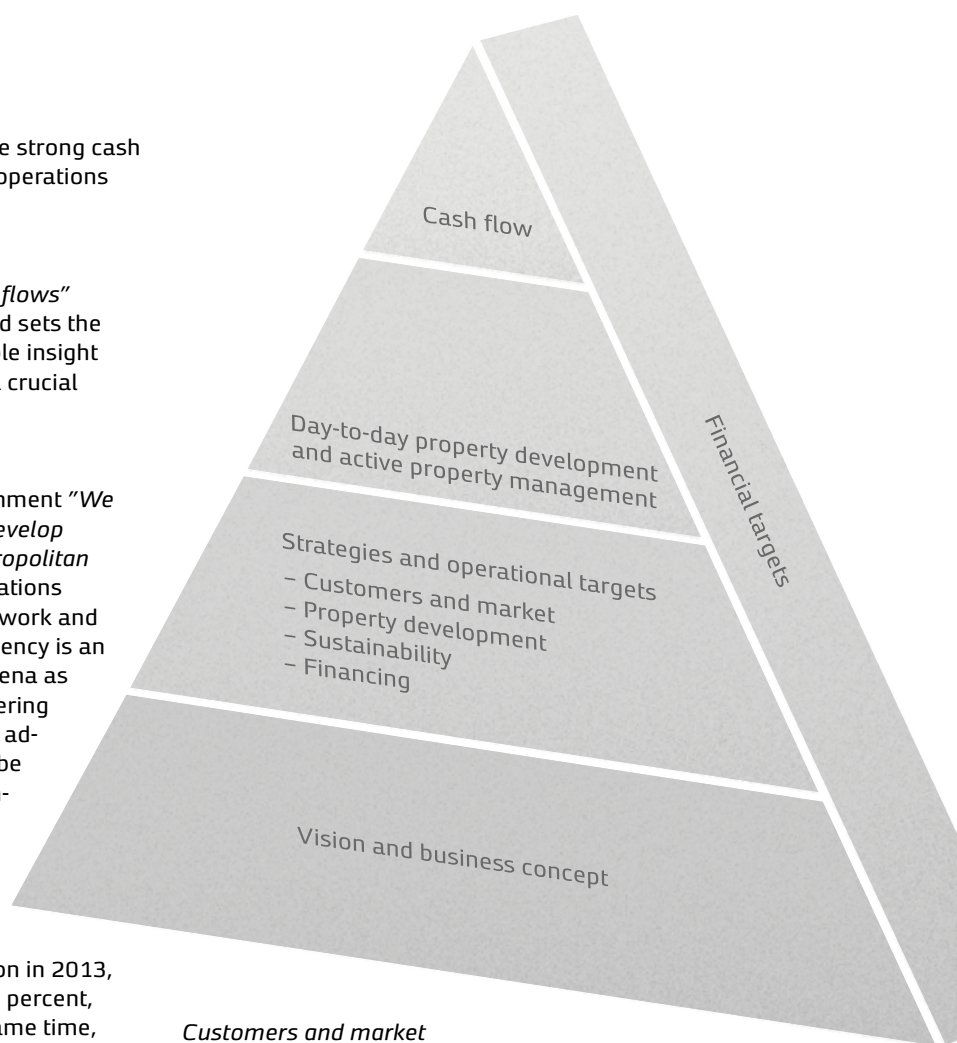 e strong cash
operations
flows”
d sets the
le insight
crucial
nment ”We
evelop
ropolitan
ations
work and
ency is an
ena as
ering
ad-
be
-
on in 2013,
percent,
ame time,
Cash flow
Day-to-day property development
and active property management
Strategies and operational targets
– Customers and market
– Property development
– Sustainability
– Financing
Vision and business concept
Financial targets
Customers and market